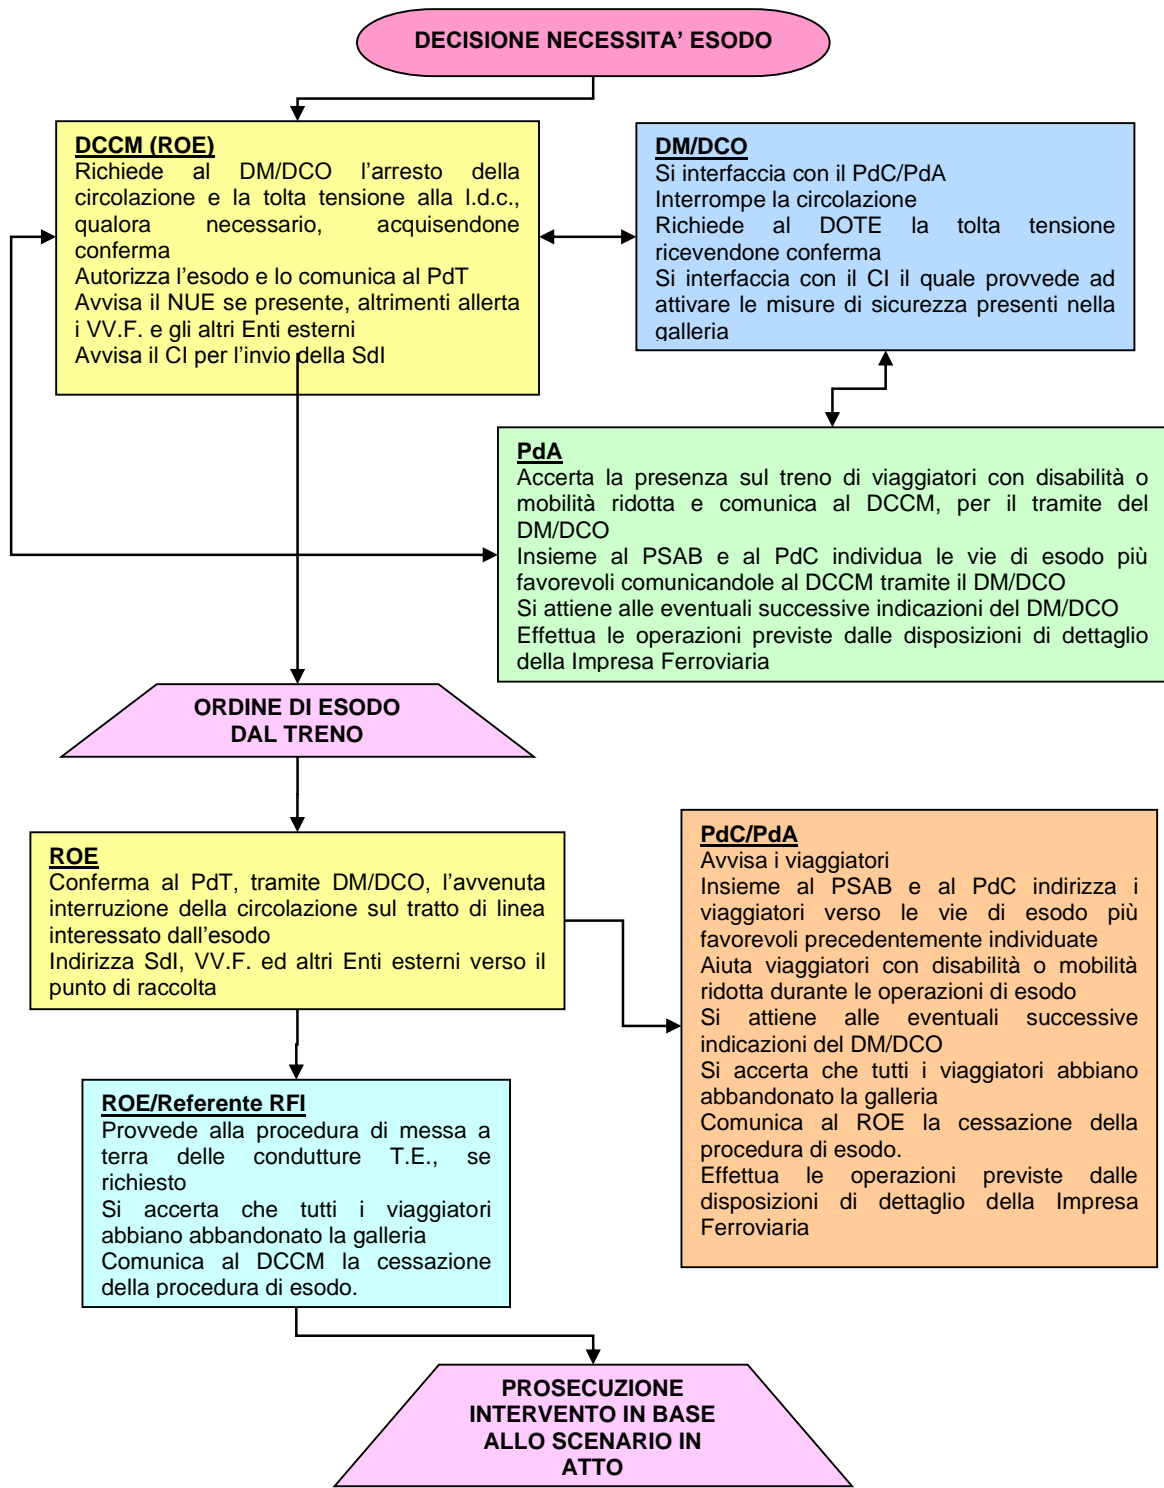 DECISIONE NECESSITA’ ESODO
DCCM (ROE)
Richiede al DM/DCO l’arresto della
circolazione e la tolta tensione alla l.d.c.,
qualora necessario, acquisendone
conferma
Autorizza l’esodo e lo comunica al PdT
Avvisa il NUE se presente, altrimenti allerta
i VV.F. e gli altri Enti esterni
Avvisa il CI per l’invio della SdI
DM/DCO
Si interfaccia con il PdC/PdA
Interrompe la circolazione
Richiede al DOTE la tolta tensione
ricevendone conferma
Si interfaccia con il CI il quale provvede ad
attivare le misure di sicurezza presenti nella
galleria
PdA
Accerta la presenza sul treno di viaggiatori con disabilità o
mobilità ridotta e comunica al DCCM, per il tramite del
DM/DCO
Insieme al PSAB e al PdC individua le vie di esodo più
favorevoli comunicandole al DCCM tramite il DM/DCO
Si attiene alle eventuali successive indicazioni del DM/DCO
Effettua le operazioni previste dalle disposizioni di dettaglio
della Impresa Ferroviaria
ORDINE DI ESODO
DAL TRENO
ROE
Conferma al PdT, tramite DM/DCO, l’avvenuta
interruzione della circolazione sul tratto di linea
interessato dall’esodo
Indirizza SdI, VV.F. ed altri Enti esterni verso il
punto di raccolta
PdC/PdA
Avvisa i viaggiatori
Insieme al PSAB e al PdC indirizza i
viaggiatori verso le vie di esodo più
favorevoli precedentemente individuate
Aiuta viaggiatori con disabilità o mobilità
ridotta durante le operazioni di esodo
Si attiene alle eventuali successive
indicazioni del DM/DCO
Si accerta che tutti i viaggiatori abbiano
abbandonato la galleria
Comunica al ROE la cessazione della
procedura di esodo.
Effettua le operazioni previste dalle
disposizioni di dettaglio della Impresa
Ferroviaria
ROE/Referente RFI
Provvede alla procedura di messa a
terra delle condutture T.E., se
richiesto
Si accerta che tutti i viaggiatori
abbiano abbandonato la galleria
Comunica al DCCM la cessazione
della procedura di esodo.
PROSECUZIONE
INTERVENTO IN BASE
ALLO SCENARIO IN
ATTO